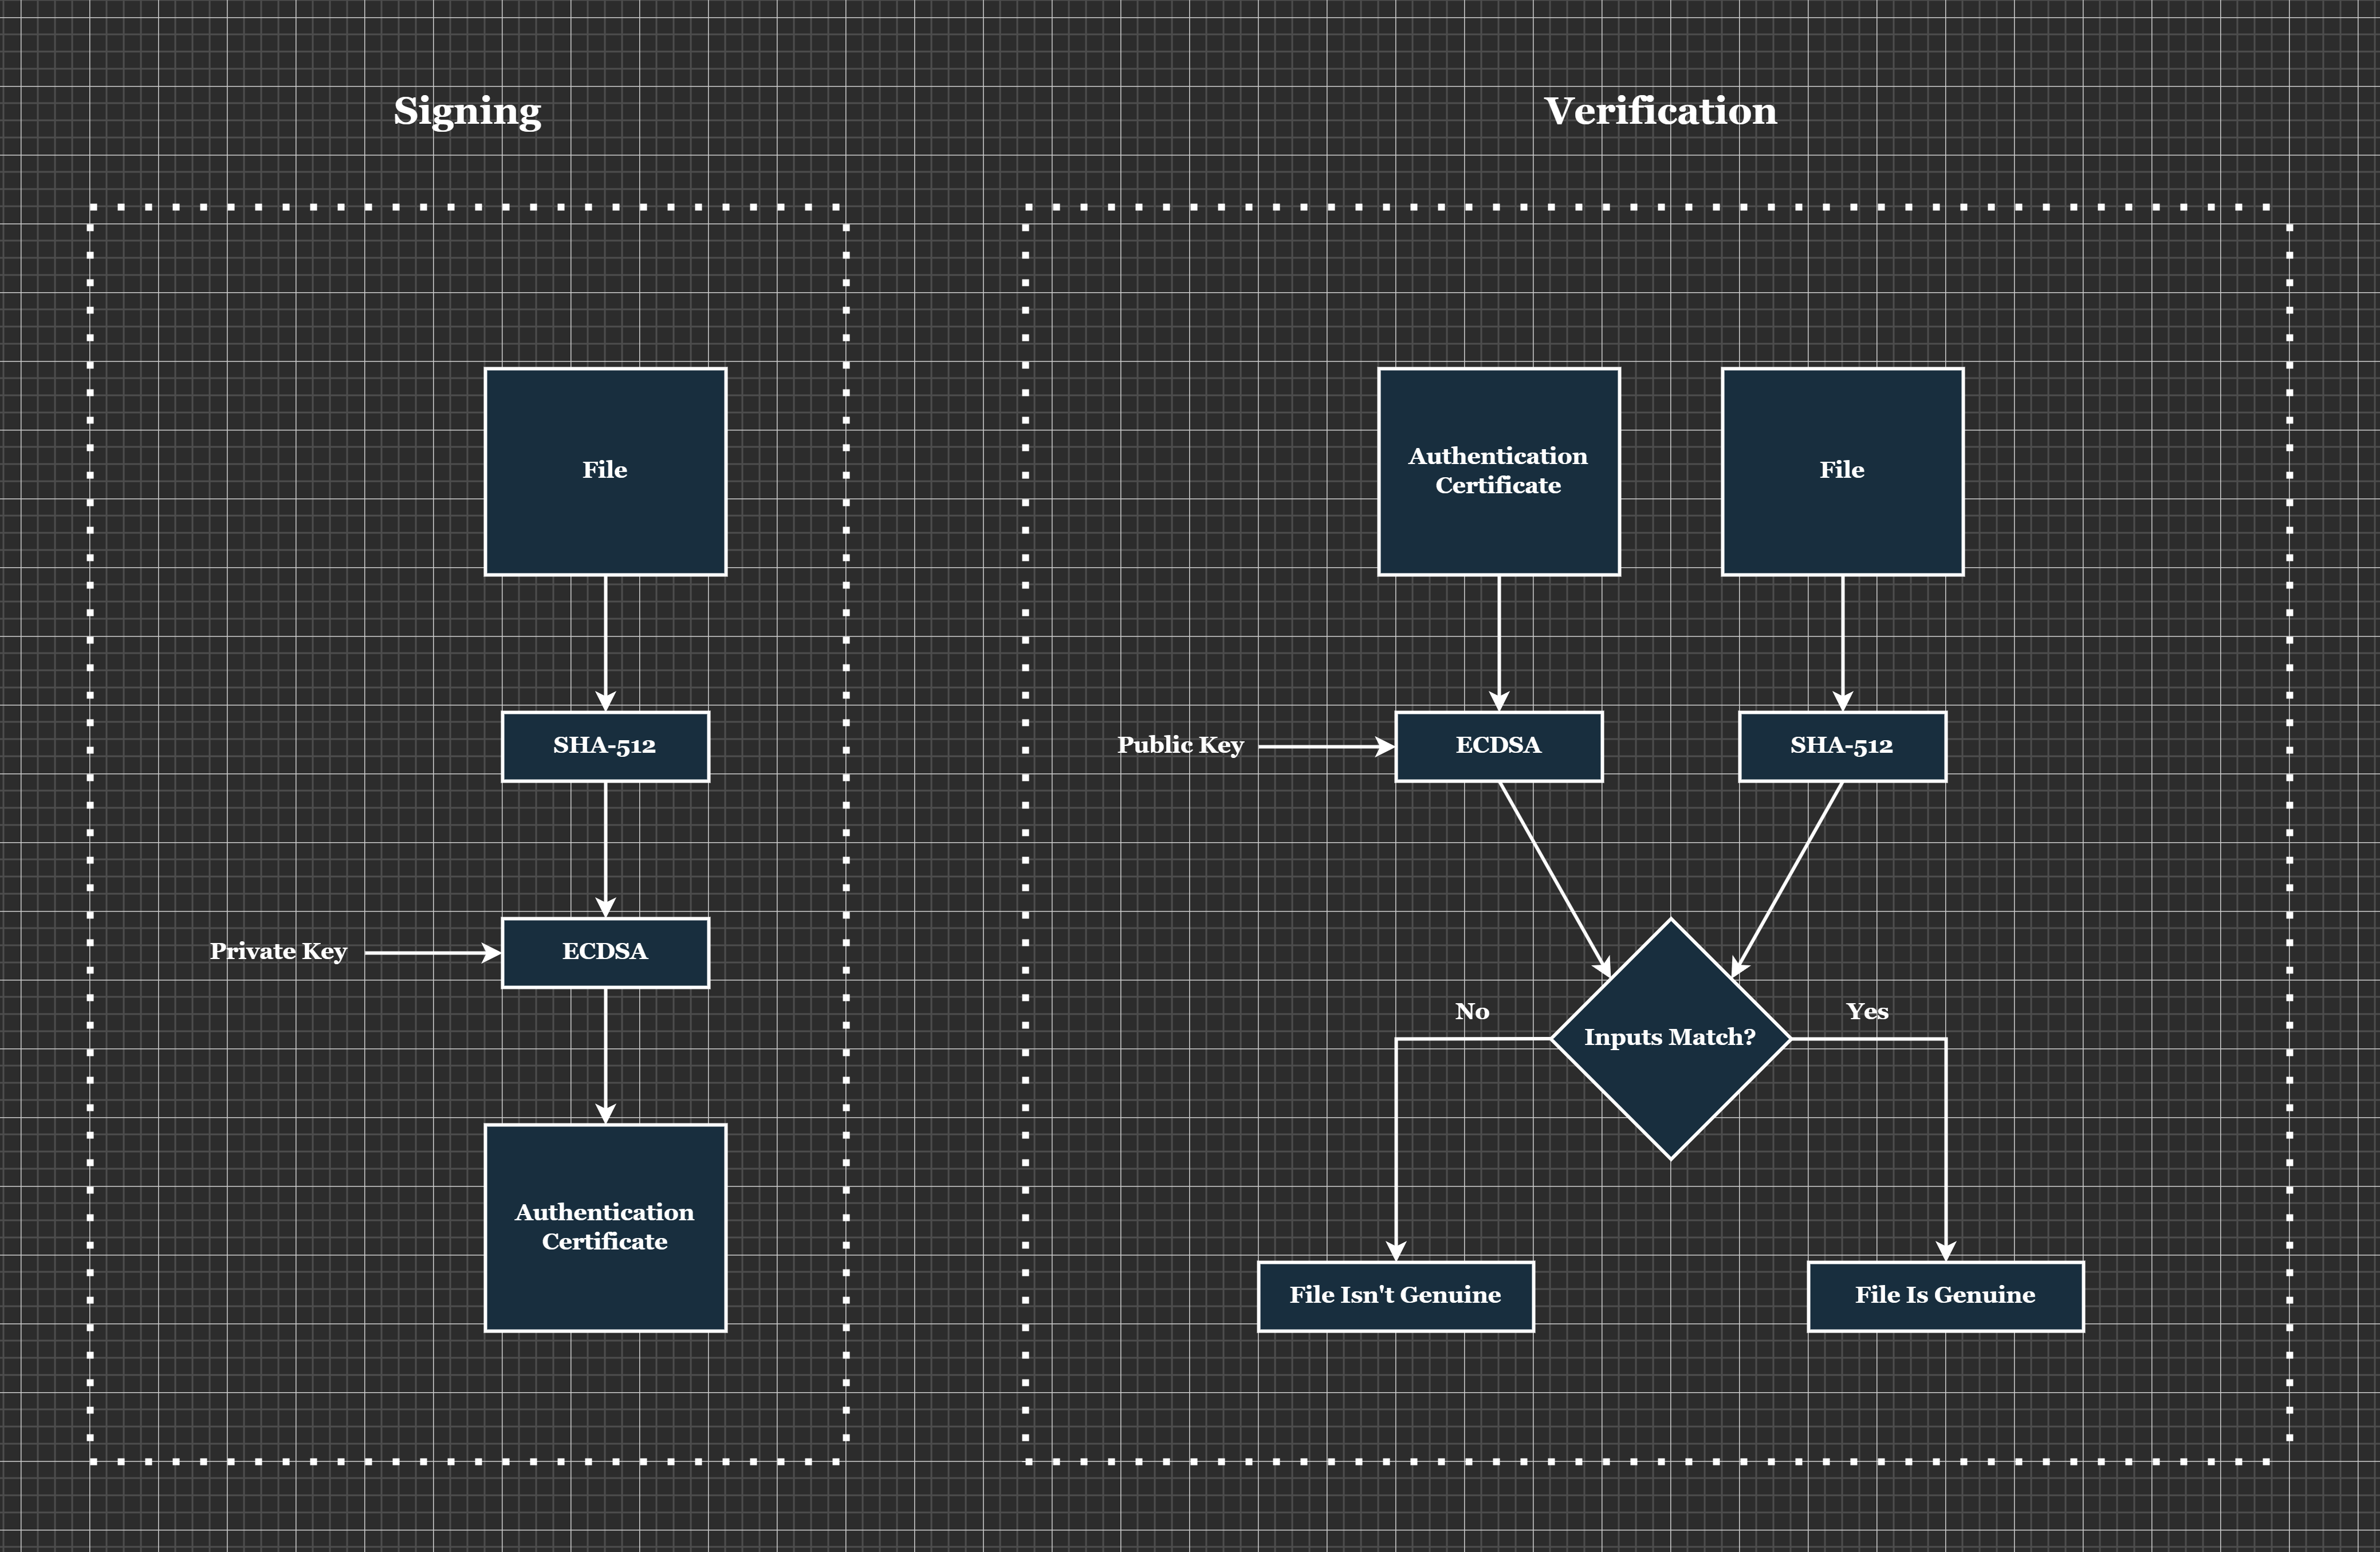 Signing
File
SHA-512
Private Key
ECDSA
Authentication
Certificate
Verification
Authentication
Certificate
File
Public Key
ECDSA
SHA-512
No
Inputs Match?
Yes
File Isn't Genuine
File Is Genuine